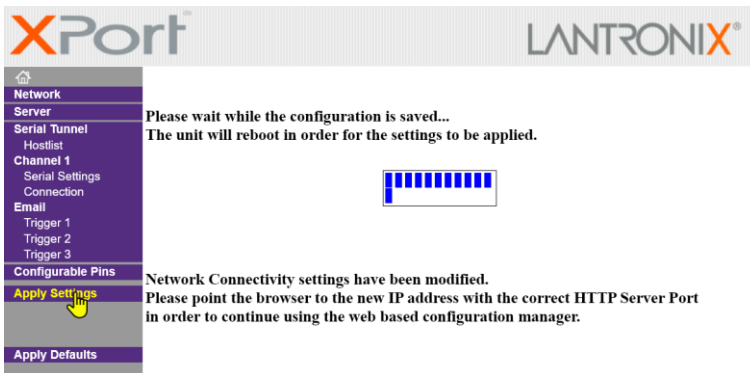 XPort
LANTRONIX®
Network
Server
Serial Tunnel
Hostlist
Channel 1
Serial Settings
Connection
Email
Trigger 1
Trigger 2
Trigger 3
Configurable Pins
Apply Settings
Apply Defaults
Please wait while the configuration is saved...
The unit will reboot in order for the settings to be applied.
Network Connectivity settings have been modified.
Please point the browser to the new IP address with the correct HTTP Server Port
in order to continue using the web based configuration manager.